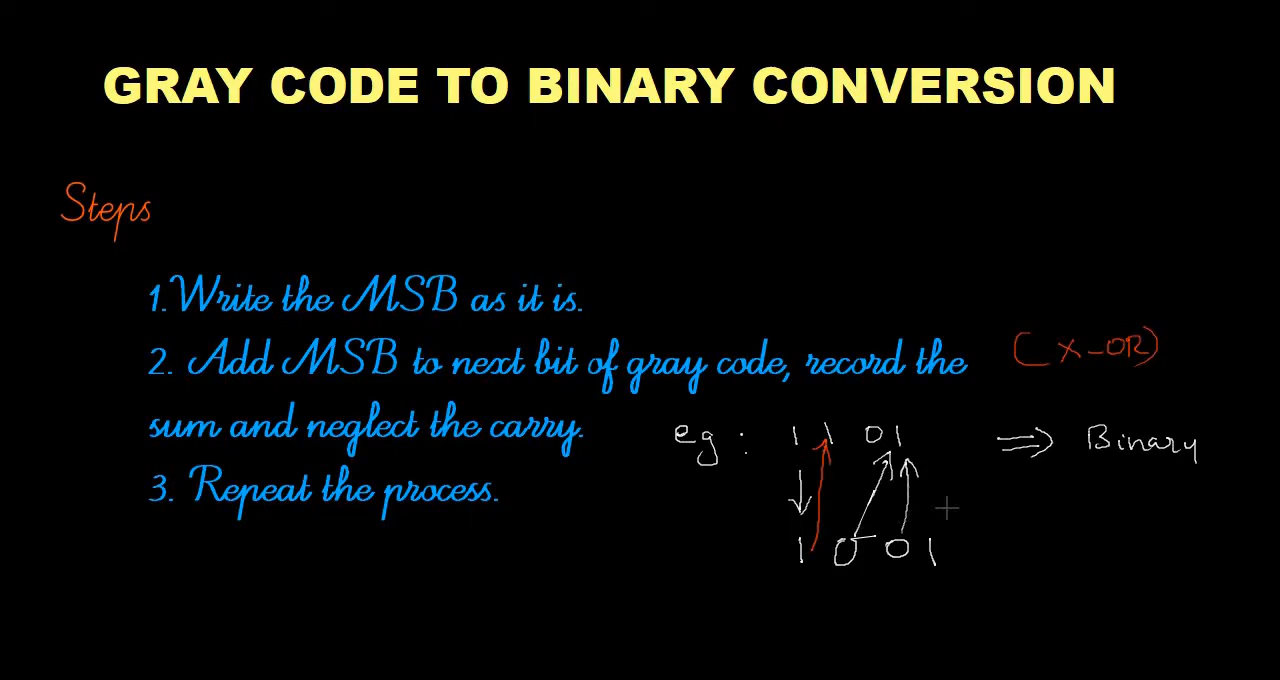 GRAY CODE TO BINARY CONVERSION
Steps
1.Write the MSB as it is.
2. Add MSB to next bit of gray code, record the
(X-OR)
sum and neglect the carry.
eg : 1 1 0 1 ⇒ Binary
3. Repeat the process.
1 0 0 1